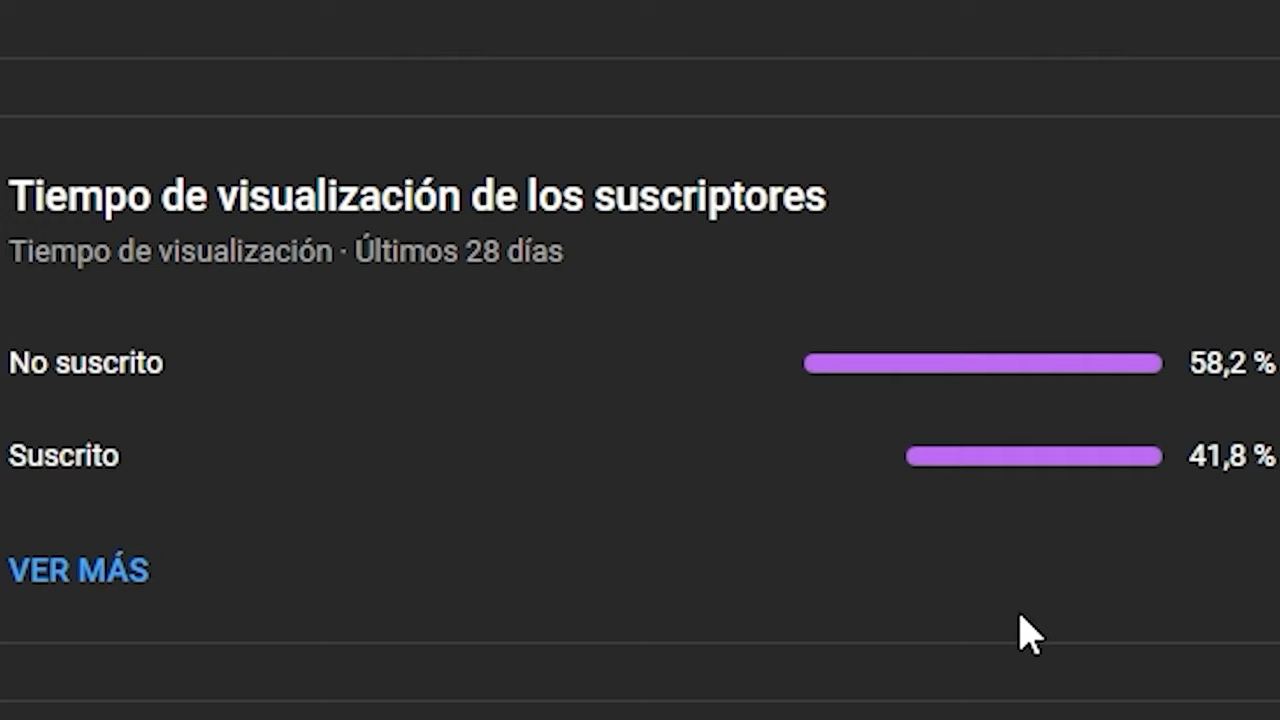 Tiempo de visualización de los suscriptores
Tiempo de visualización · Últimos 28 días
No suscrito 58,2 %
Suscrito 41,8 %
VER MÁS